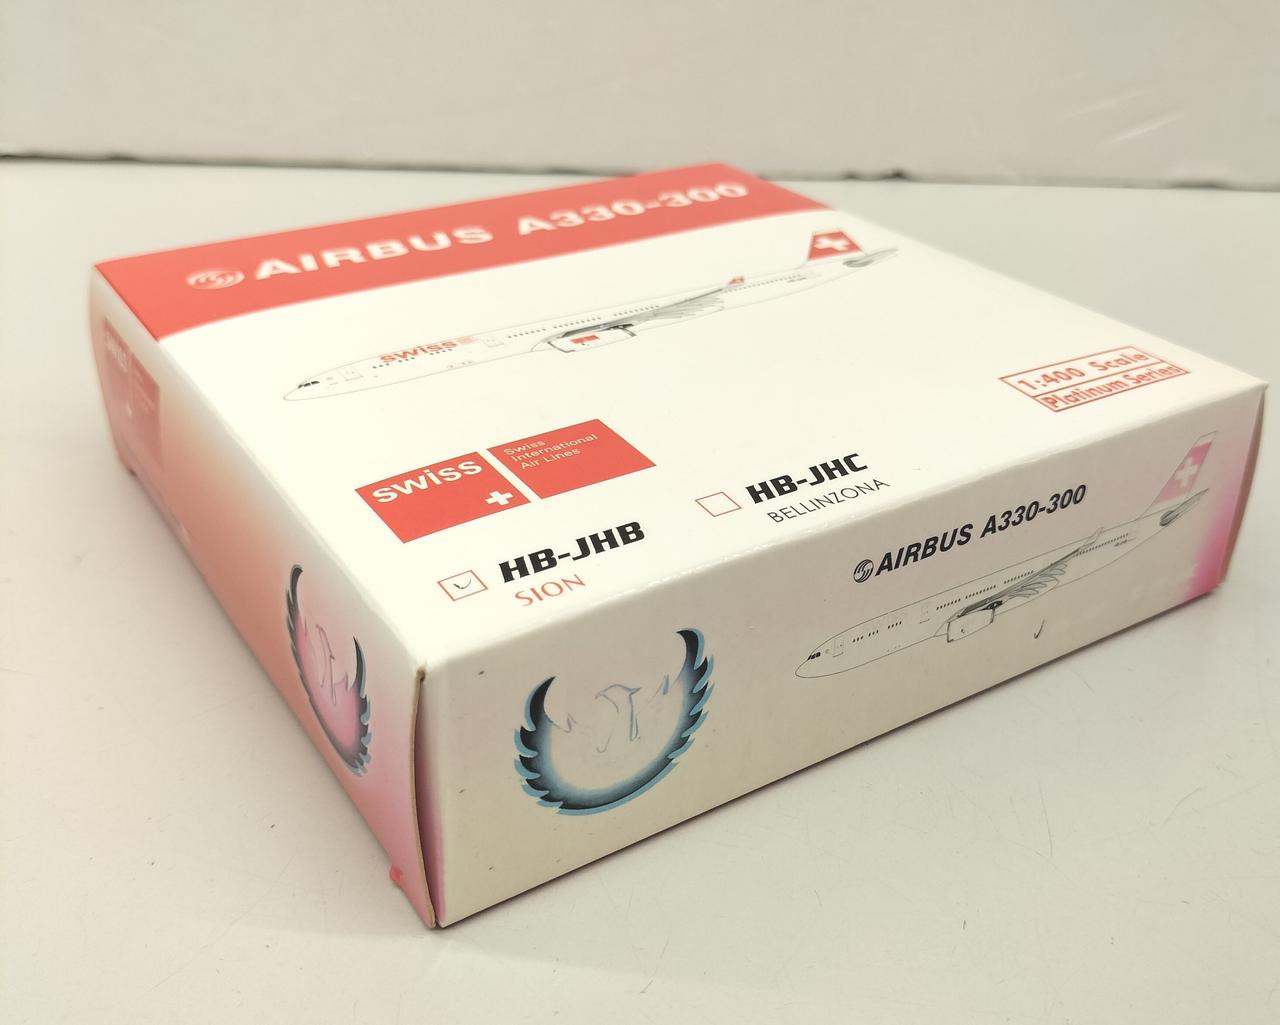 AIRBUS A330-300
swiss
1:400 Scale
Platinum Series
swiss
Swiss
International
Air Lines
HB-JHB
SION
HB-JHC
BELLINZONA
AIRBUS A330-300